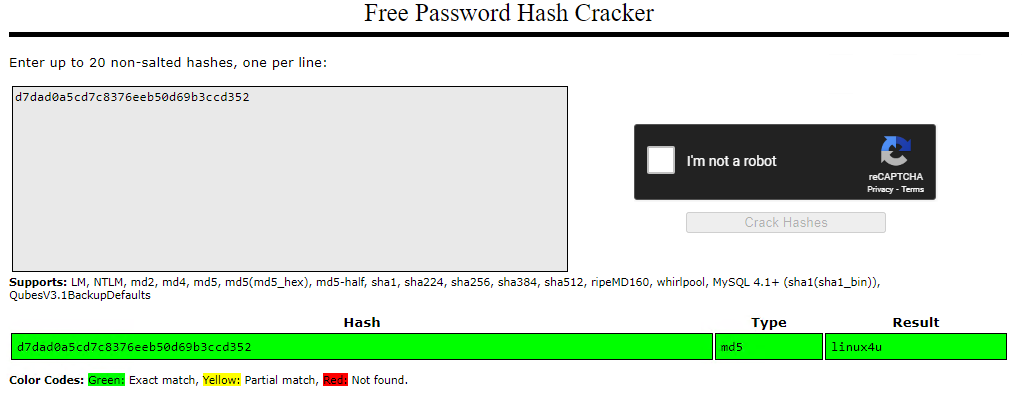 Free Password Hash Cracker
Enter up to 20 non-salted hashes, one per line:
d7dad0a5cd7c8376eeb50d69b3ccd352
I'm not a robot
reCAPTCHA
Privacy - Terms
Crack Hashes
Supports: LM, NTLM, md2, md4, md5, md5(md5_hex), md5-half, sha1, sha224, sha256, sha384, sha512, ripeMD160, whirlpool, MySQL 4.1+ (sha1(sha1_bin)),
QubesV3.1BackupDefaults
Hash Type Result
d7dad0a5cd7c8376eeb50d69b3ccd352 md5 linux4u
Color Codes: Green: Exact match, Yellow: Partial match, Red: Not found.